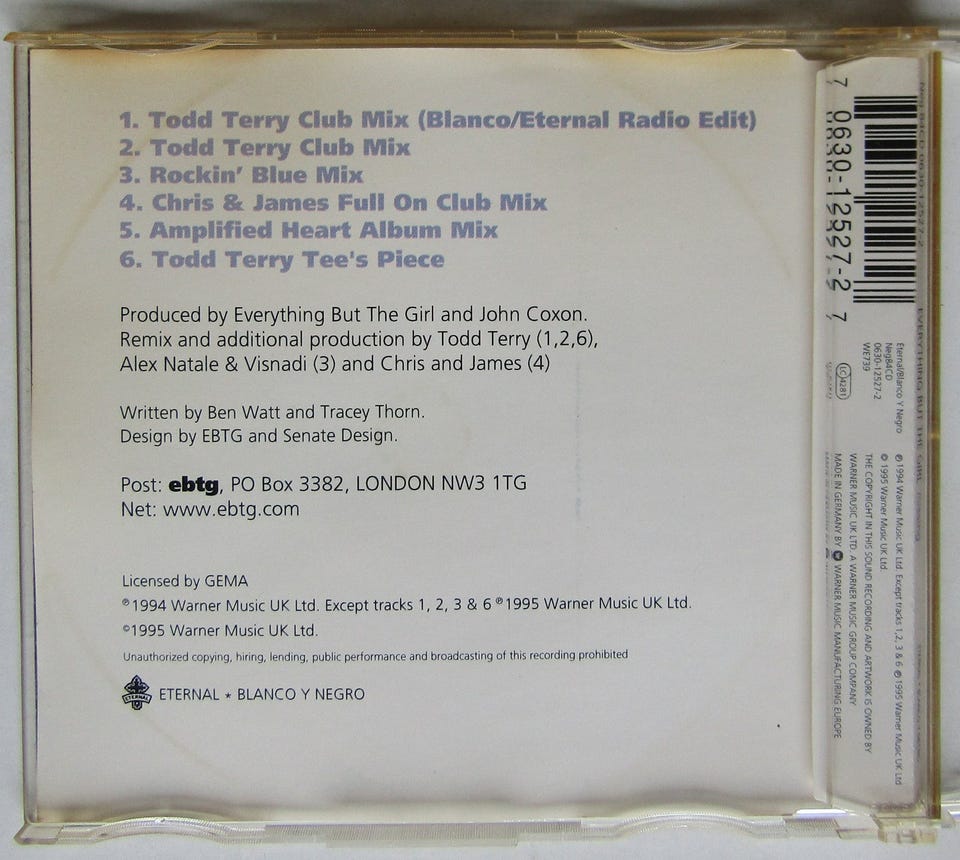 1. Todd Terry Club Mix (Blanco/Eternal Radio Edit)
2. Todd Terry Club Mix
3. Rockin' Blue Mix
4. Chris & James Full On Club Mix
5. Amplified Heart Album Mix
6. Todd Terry Tee's Piece
Produced by Everything But The Girl and John Coxon.
Remix and additional production by Todd Terry (1,2,6),
Alex Natale & Visnadi (3) and Chris and James (4)
Written by Ben Watt and Tracey Thorn.
Design by EBTG and Senate Design.
Post: ebtg, PO Box 3382, LONDON NW3 1TG
Net: www.ebtg.com
Licensed by GEMA
℗1994 Warner Music UK Ltd. Except tracks 1, 2, 3 & 6 ℗1995 Warner Music UK Ltd.
©1995 Warner Music UK Ltd.
Unauthorized copying, hiring, lending, public performance and broadcasting of this recording prohibited
ETERNAL
ETERNAL ★ BLANCO Y NEGRO
7 0630-12527-2 7
Eternal/Blanco Y Negro
Neg84CD
0630-12527-2
WE739
LC 4281
℗ 1994 Warner Music UK Ltd. Except tracks 1, 2, 3 & 6 ℗ 1995 Warner Music UK Ltd
© 1995 Warner Music UK Ltd.
THE COPYRIGHT IN THIS SOUND RECORDING AND ARTWORK IS OWNED BY
WARNER MUSIC UK LTD. A WARNER MUSIC GROUP COMPANY
MADE IN GERMANY BY WARNER MUSIC MANUFACTURING EUROPE
EVERYTHING BUT THE GIRL